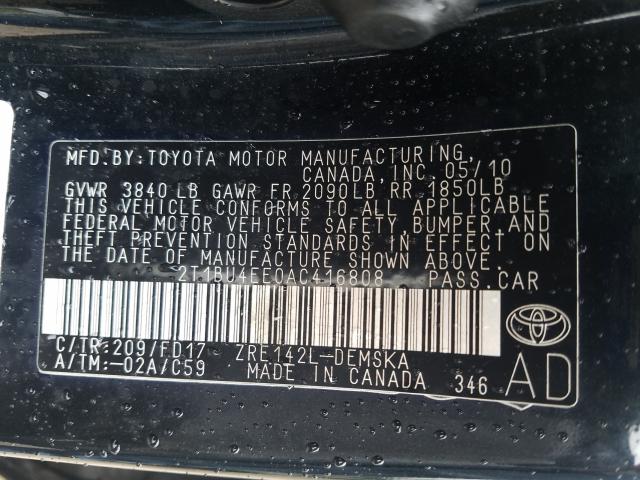 MFD.BY:TOYOTA MOTOR MANUFACTURING,
CANADA, INC. 05/10
GVWR 3840 LB GAWR FR 2090LB RR 1850LB
THIS VEHICLE CONFORMS TO ALL APPLICABLE
FEDERAL MOTOR VEHICLE SAFETY, BUMPER, AND
THEFT PREVENTION STANDARDS IN EFFECT ON
THE DATE OF MANUFACTURE SHOWN ABOVE.
2T1BU4EE0AC416808 PASS.CAR
C/TR:209/FD17 ZRE142L-DEMSKA
A/TM:-02A/C59 MADE IN CANADA 346
TOYOTA
AD